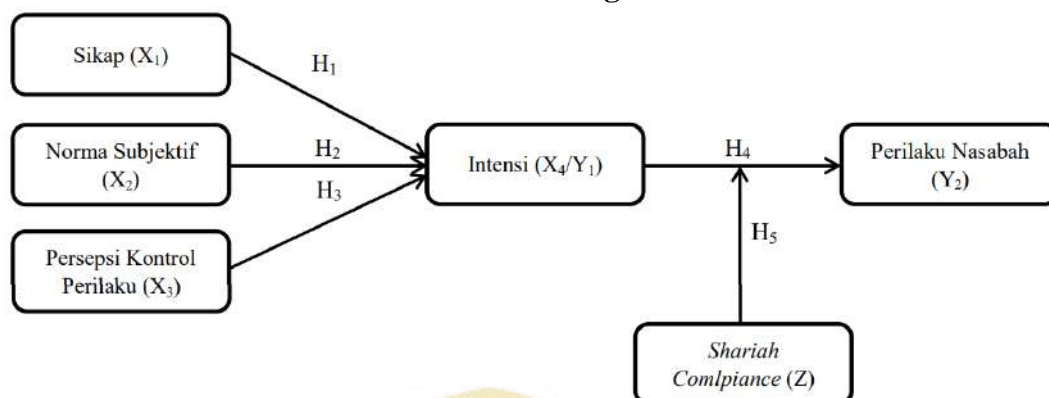 Sikap (X₁)
H₁
Norma Subjektif
(X₂)
H₂
H₃
Persepsi Kontrol
Perilaku (X₃)
Intensi (X₄/Y₁)
H₄
Perilaku Nasabah
(Y₂)
H₅
Shariah
Comlpiance (Z)